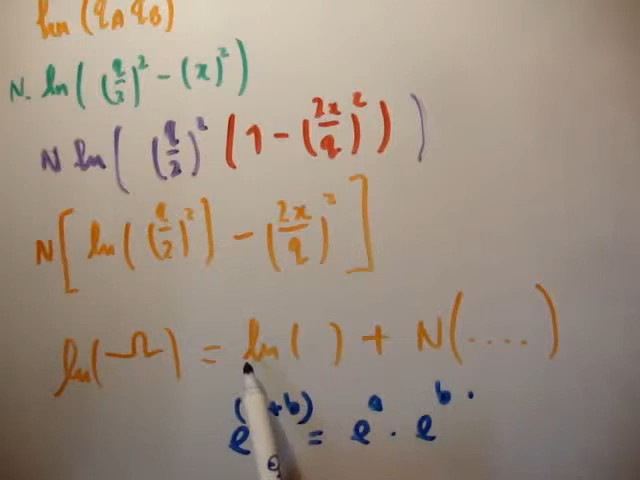 ln (q_A q_B)
N. ln( (q/2)² - (x)² )
N ln( (q/2)² (1 - (2x/q)²) )
N[ ln((q/2)²) - (2x/q)² ]
ln(Ω) = ln( ) + N(....)
e^( + b) = e^a . e^b .